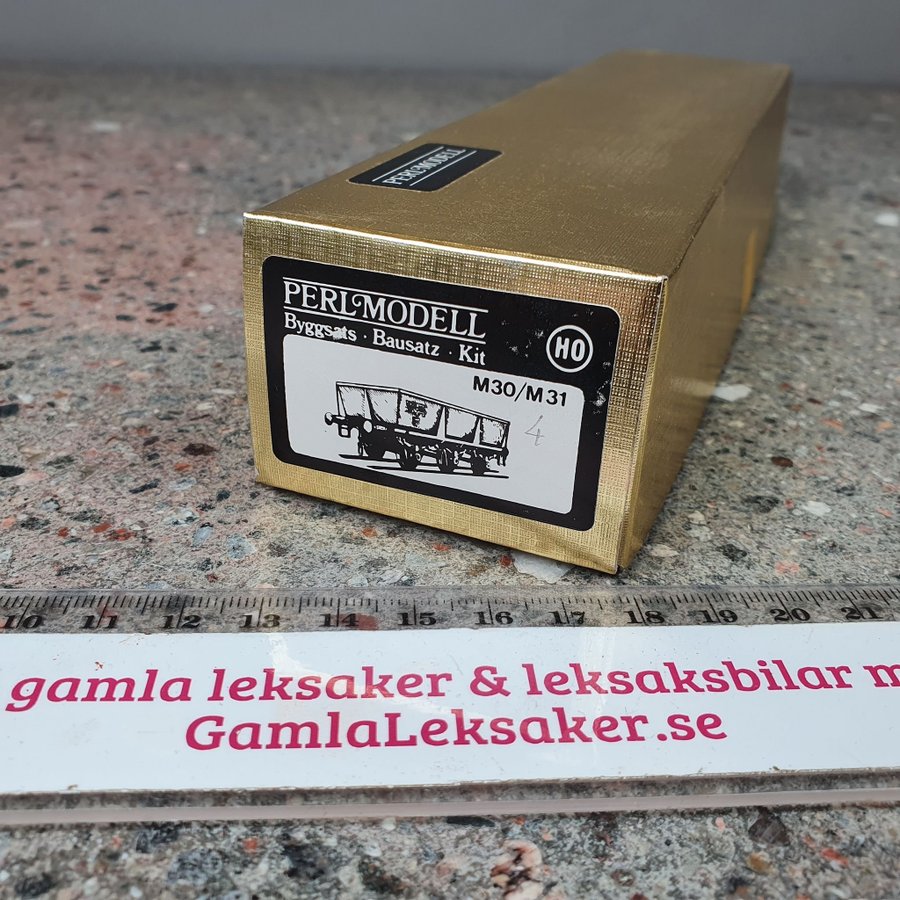 PERLMODELL
PERLMODELL
Byggsats · Bausatz · Kit
HO
M30/M31
4
10 11 12 13 14 15 16 17 18 19 20 21
gamla leksaker & leksaksbilar m
GamlaLeksaker.se